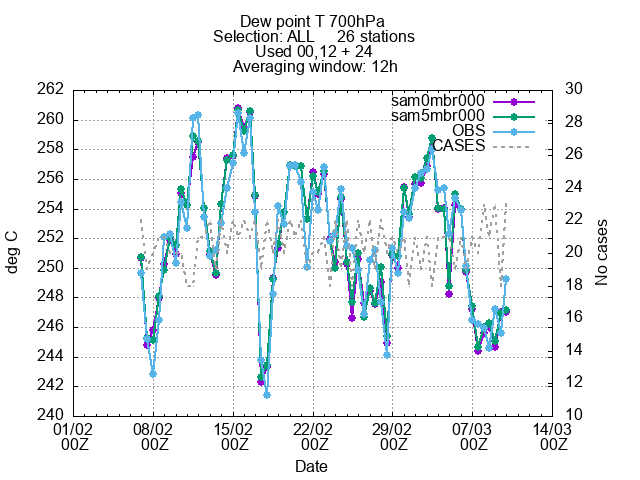 Dew point T 700hPa
Selection: ALL 26 stations
Used 00,12 + 24
Averaging window: 12h
sam0mbr000
sam5mbr000
OBS
CASES
deg C
262
260
258
256
254
252
250
248
246
244
242
240
No cases
30
28
26
24
22
20
18
16
14
12
10
01/02 08/02 15/02 22/02 29/02 07/03 14/03
00Z 00Z 00Z 00Z 00Z 00Z 00Z
Date